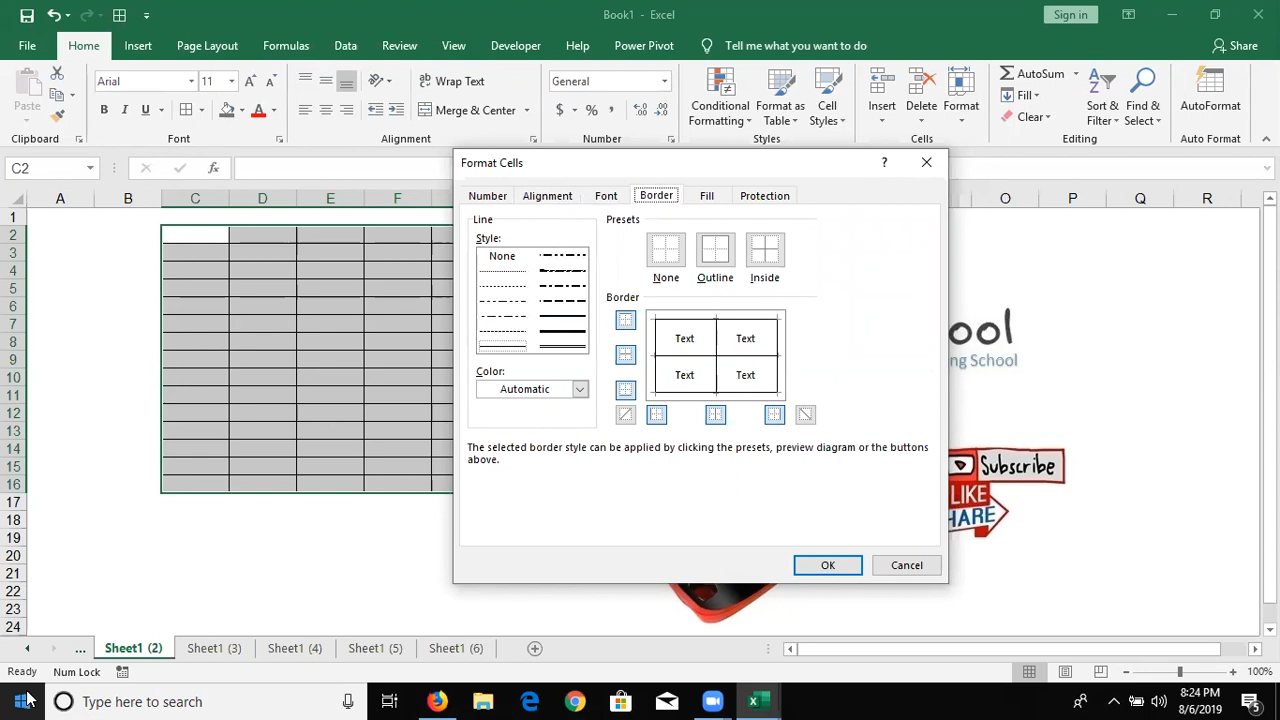 Book1 - Excel
Sign in
File Home Insert Page Layout Formulas Data Review View Developer Help Power Pivot Tell me what you want to do Share
Paste
Arial 11
Wrap Text
Merge & Center
General
Conditional Formatting
Format as Table
Cell Styles
Insert Delete Format
AutoSum
Fill
Clear
Sort & Filter
Find & Select
AutoFormat
Clipboard Font Alignment Number Styles Cells Editing Auto Format
C2
fx
Format Cells
Number Alignment Font Border Fill Protection
Line
Style:
None
Color:
Automatic
Presets
None Outline Inside
Border
Text Text
Text Text
The selected border style can be applied by clicking the presets, preview diagram or the buttons
above.
OK Cancel
A B C D E F O P Q R
1
2
3
4
5
6
7
8
9
10
11
12
13
14
15
16
17
18
19
20
21
22
23
24
ool
ng School
Subscribe
LIKE
HARE
... Sheet1 (2) Sheet1 (3) Sheet1 (4) Sheet1 (5) Sheet1 (6)
Ready Num Lock 100%
Type here to search
8:24 PM
8/6/2019
5